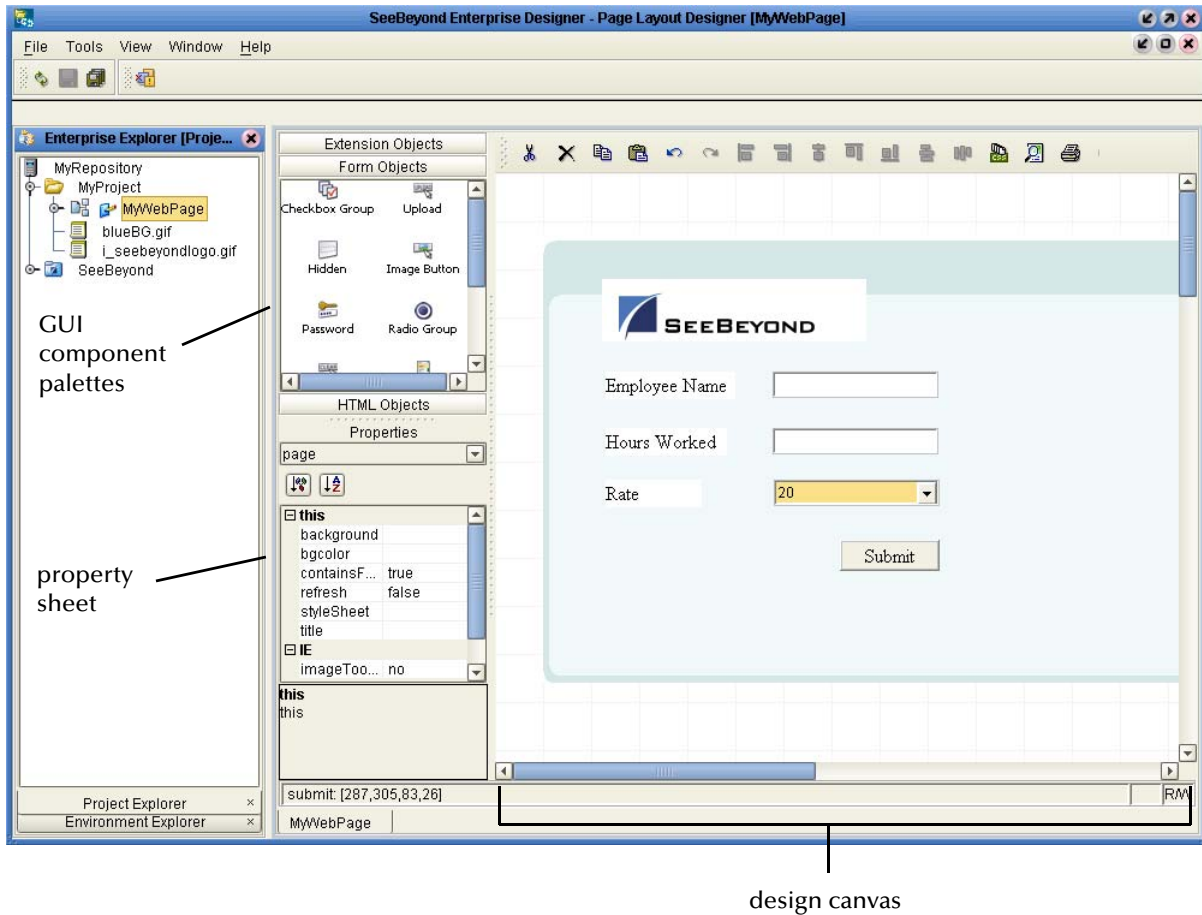 SeeBeyond Enterprise Designer - Page Layout Designer [MyWebPage]
File Tools View Window Help
Enterprise Explorer [Proje...
MyRepository
MyProject
MyWebPage
blueBG.gif
i_seebeyondlogo.gif
SeeBeyond
GUI
component
palettes
property
sheet
Project Explorer
Environment Explorer
Extension Objects
Form Objects
Checkbox Group Upload
Hidden Image Button
Password Radio Group
HTML Objects
Properties
page
this
background
bgcolor
containsF... true
refresh false
styleSheet
title
IE
imageToo... no
this
this
SEEBEYOND
Employee Name
Hours Worked
Rate 20
Submit
submit: [287,305,83,26] R/W
MyWebPage
design canvas